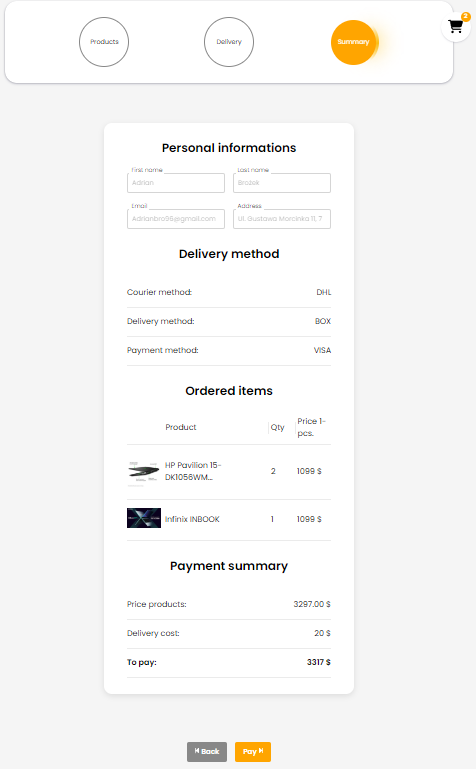 Products
Delivery
Summary
2
Personal informations
First name
Last name
Adrian
Brożek
Email
Address
Adrianbro96@gmail.com
Ul. Gustawa Morcinka 11, 7
Delivery method
Courier method: DHL
Delivery method: BOX
Payment method: VISA
Ordered items
Product Qty Price 1-
pcs.
HP Pavilion 15-
DK1056WM... 2 1099 $
Infinix INBOOK 1 1099 $
Payment summary
Price products: 3297,00 $
Delivery cost: 20 $
To pay: 3317 $
Back
Pay